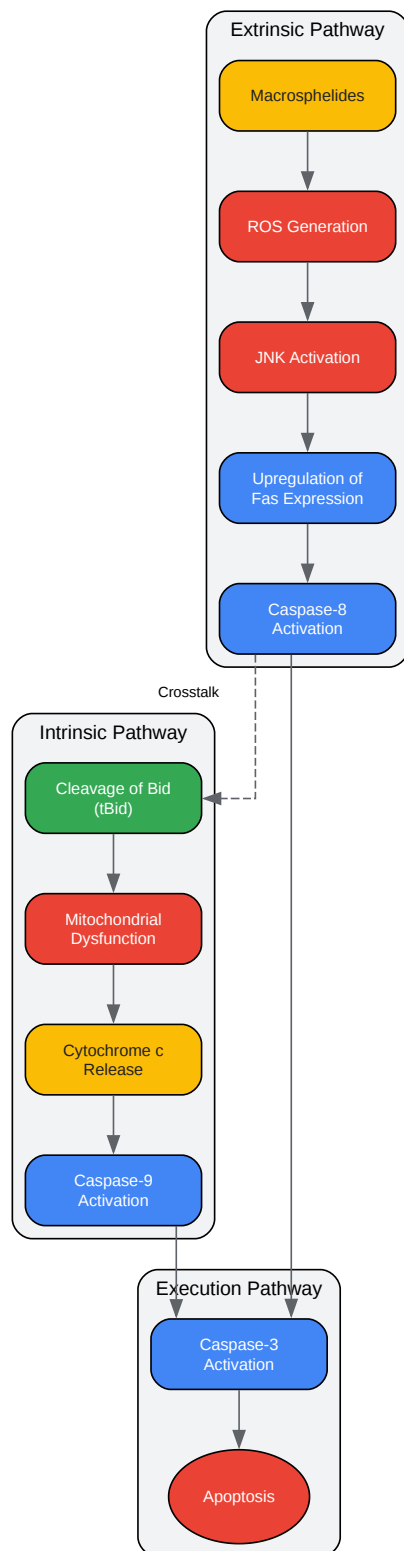 Extrinsic Pathway
Macrosphelides
ROS Generation
JNK Activation
Upregulation of
Fas Expression
Caspase-8
Activation
Crosstalk
Intrinsic Pathway
Cleavage of Bid
(tBid)
Mitochondrial
Dysfunction
Cytochrome c
Release
Caspase-9
Activation
Execution Pathway
Caspase-3
Activation
Apoptosis